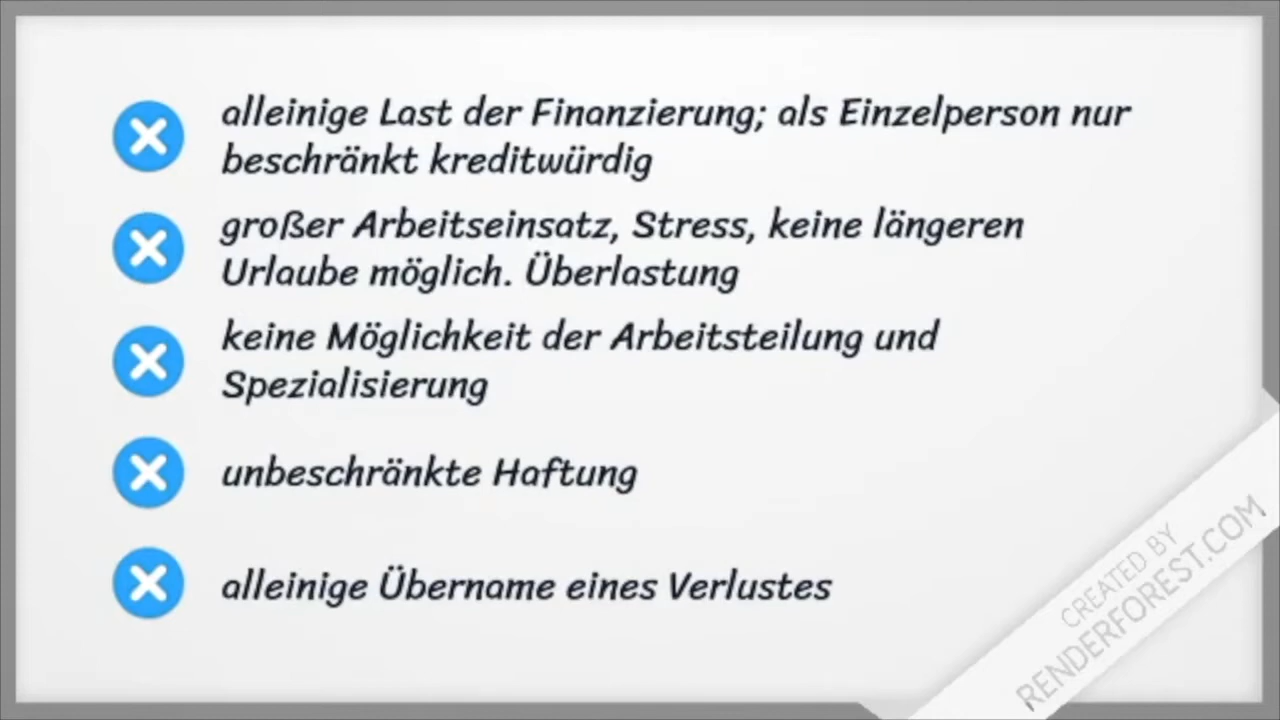 alleinige Last der Finanzierung; als Einzelperson nur
beschränkt kreditwürdig
großer Arbeitseinsatz, Stress, keine längeren
Urlaube möglich. Überlastung
keine Möglichkeit der Arbeitsteilung und
Spezialisierung
unbeschränkte Haftung
alleinige Übername eines Verlustes
CREATED BY
RENDERFOREST.COM